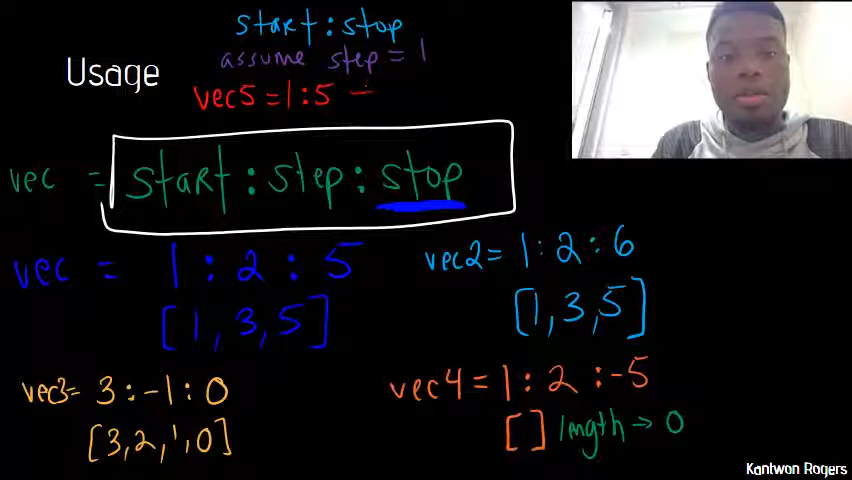 start:stop
assume step = 1
Usage
vec5 = 1:5 -
vec = start:step:stop
vec = 1:2:5
[1, 3, 5]
vec2= 1:2:6
[1, 3, 5]
vec3= 3:-1:0
[3, 2, 1, 0]
vec4 = 1:2:-5
[ ] length → 0
Kantwon Rogers